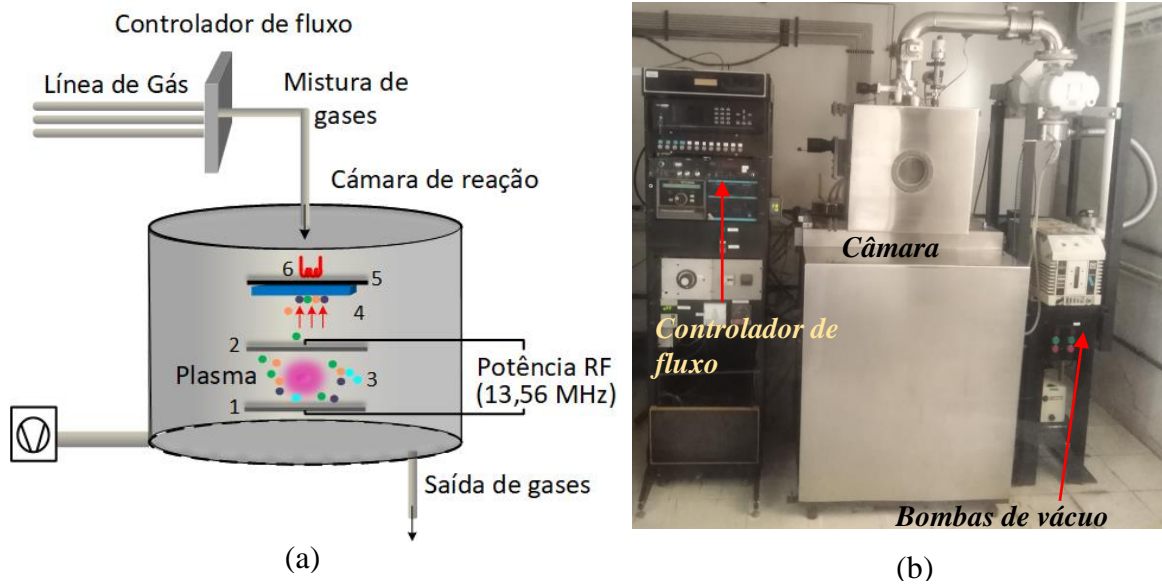 Controlador de fluxo
Línea de Gás
Mistura de
gases
Cámara de reação
6
5
4
2
Plasma
3
Potência RF
(13,56 MHz)
1
Saída de gases
(a)
Câmara
Controlador de
fluxo
Bombas de vácuo
(b)